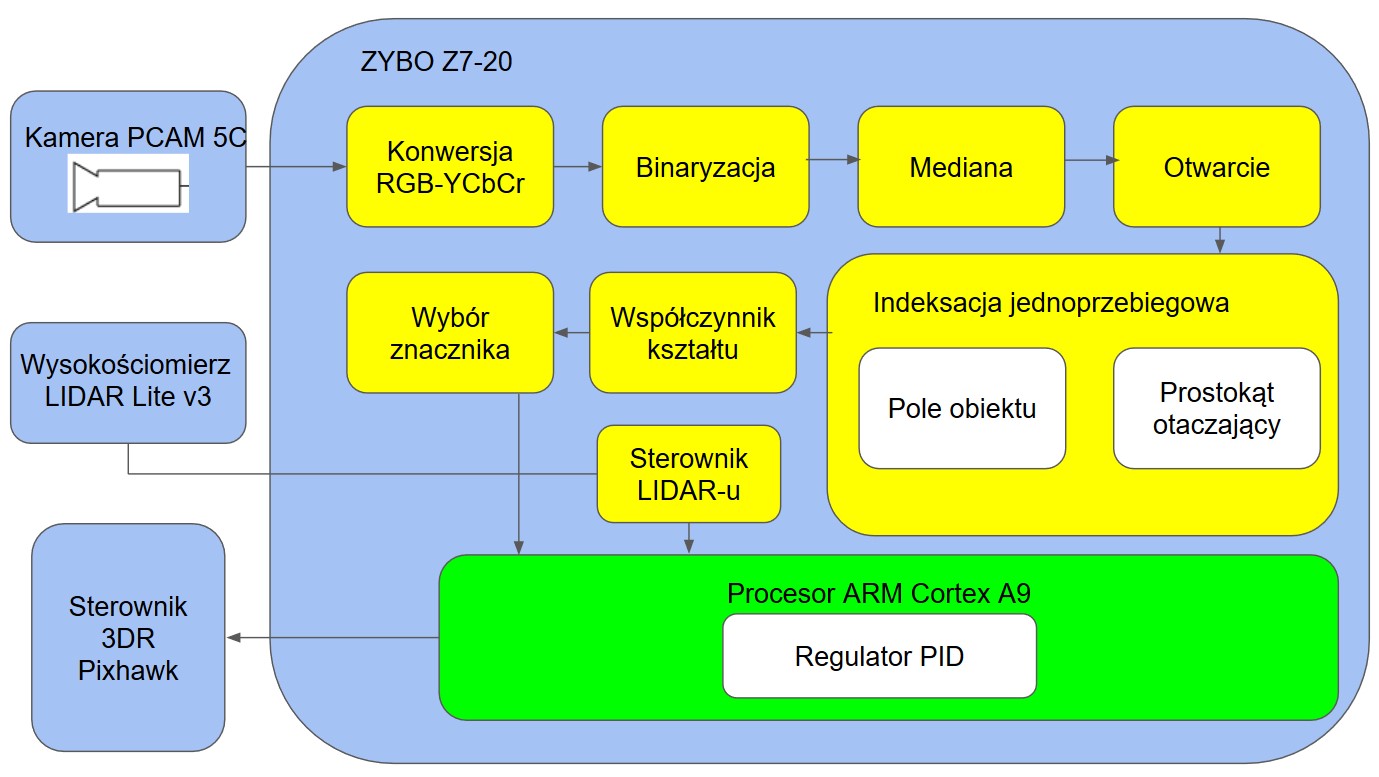 ZYBO Z7-20
Kamera PCAM 5C
Konwersja
RGB-YCbCr
Binaryzacja
Mediana
Otwarcie
Indeksacja jednoprzebiegowa
Pole obiektu
Prostokąt
otaczający
Współczynnik
kształtu
Wybór
znacznika
Wysokościomierz
LIDAR Lite v3
Sterownik
LIDAR-u
Procesor ARM Cortex A9
Regulator PID
Sterownik
3DR
Pixhawk